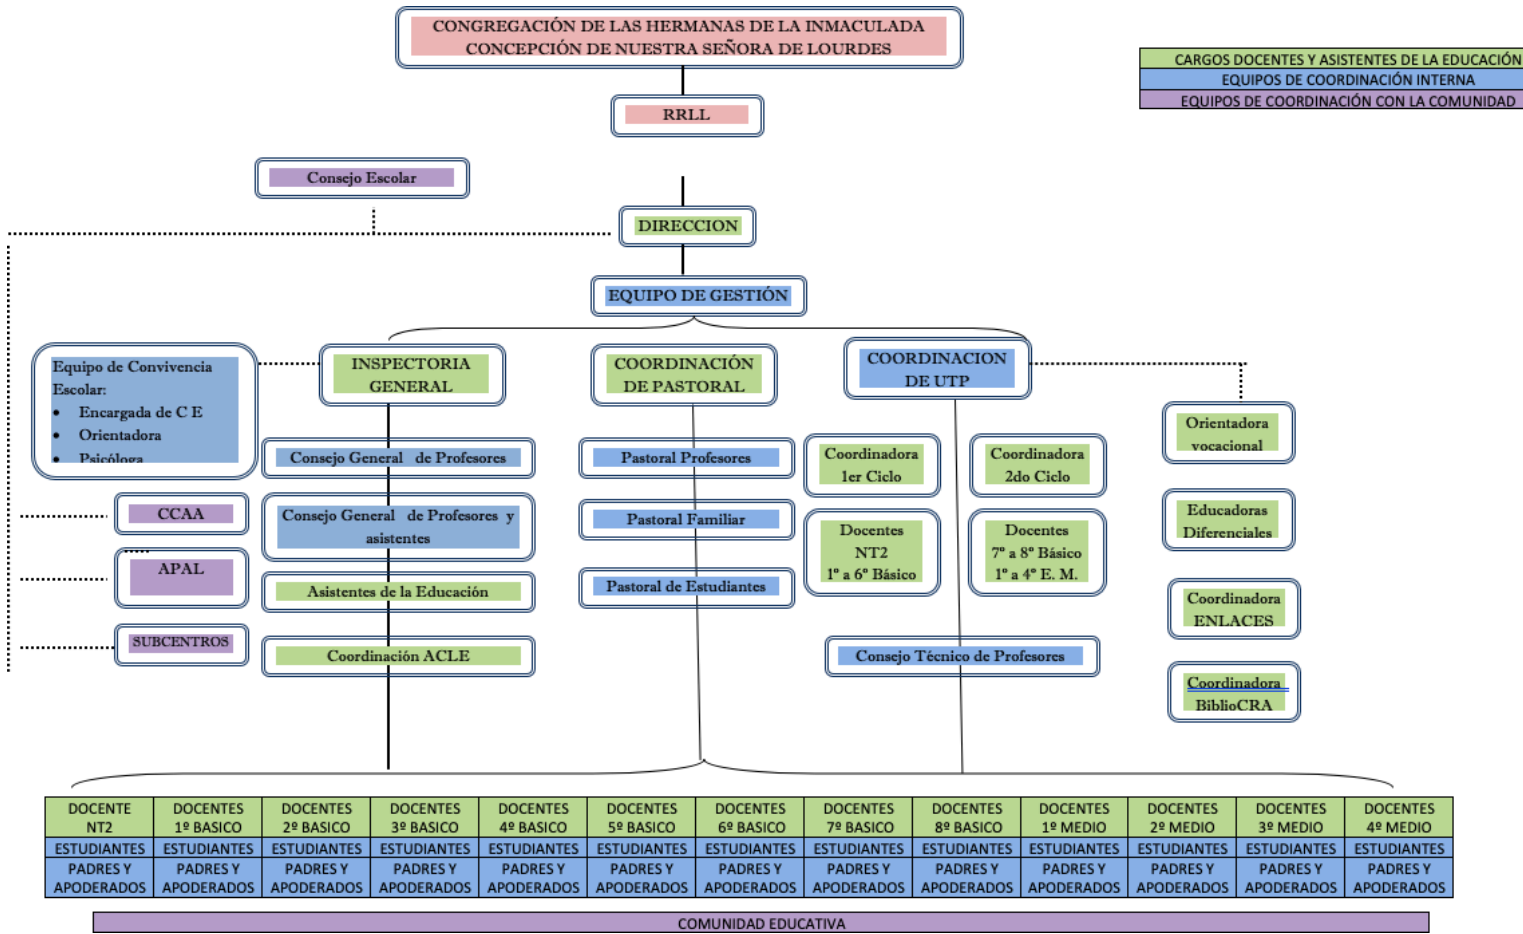 CONGREGACIÓN DE LAS HERMANAS DE LA INMACULADA
CONCEPCIÓN DE NUESTRA SEÑORA DE LOURDES
CARGOS DOCENTES Y ASISTENTES DE LA EDUCACIÓN
EQUIPOS DE COORDINACIÓN INTERNA
EQUIPOS DE COORDINACIÓN CON LA COMUNIDAD
RRLL
Consejo Escolar
DIRECCION
EQUIPO DE GESTIÓN
Equipo de Convivencia
Escolar:
• Encargada de C E
• Orientadora
• Psicóloga
INSPECTORIA
GENERAL
COORDINACIÓN
DE PASTORAL
COORDINACION
DE UTP
Orientadora
vocacional
Consejo General de Profesores
Pastoral Profesores
Coordinadora
1er Ciclo
Coordinadora
2do Ciclo
CCAA
Consejo General de Profesores y
asistentes
Pastoral Familiar
Docentes
NT2
1º a 6º Básico
Docentes
7º a 8º Básico
1º a 4º E. M.
Educadoras
Diferenciales
APAL
Asistentes de la Educación
Pastoral de Estudiantes
Coordinadora
ENLACES
SUBCENTROS
Coordinación ACLE
Consejo Técnico de Profesores
Coordinadora
BiblioCRA
DOCENTE DOCENTES DOCENTES DOCENTES DOCENTES DOCENTES DOCENTES DOCENTES DOCENTES DOCENTES DOCENTES DOCENTES DOCENTES
NT2 1º BASICO 2º BASICO 3º BASICO 4º BASICO 5º BASICO 6º BASICO 7º BASICO 8º BASICO 1º MEDIO 2º MEDIO 3º MEDIO 4º MEDIO
ESTUDIANTES ESTUDIANTES ESTUDIANTES ESTUDIANTES ESTUDIANTES ESTUDIANTES ESTUDIANTES ESTUDIANTES ESTUDIANTES ESTUDIANTES ESTUDIANTES ESTUDIANTES ESTUDIANTES
PADRES Y PADRES Y PADRES Y PADRES Y PADRES Y PADRES Y PADRES Y PADRES Y PADRES Y PADRES Y PADRES Y PADRES Y PADRES Y
APODERADOS APODERADOS APODERADOS APODERADOS APODERADOS APODERADOS APODERADOS APODERADOS APODERADOS APODERADOS APODERADOS APODERADOS APODERADOS
COMUNIDAD EDUCATIVA